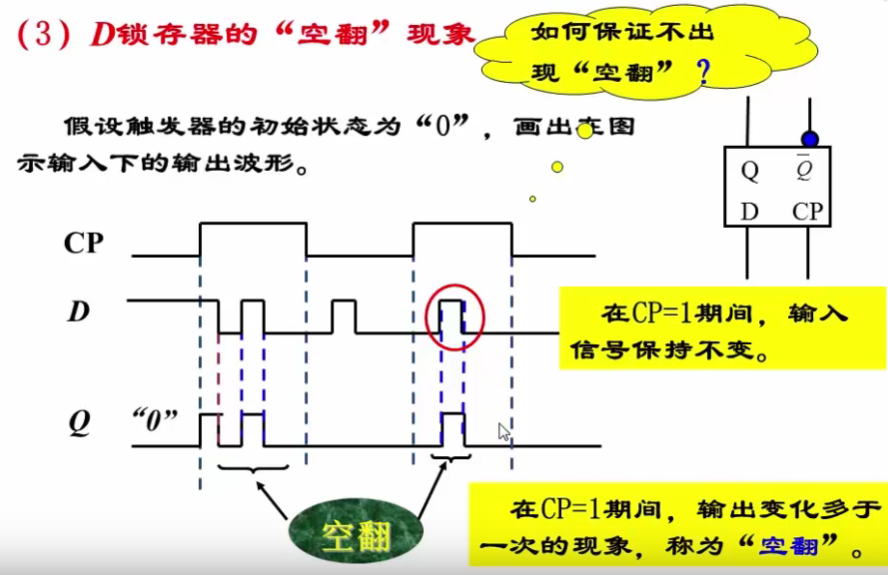 (3) D锁存器的“空翻”现象
如何保证不出
现“空翻”?
假设触发器的初始状态为“0”，画出在图
示输入下的输出波形。
Q Q̅
D CP
CP
D
在CP=1期间，输入
信号保持不变。
Q “0”
空翻
在CP=1期间，输出变化多于
一次的现象，称为“空翻”。